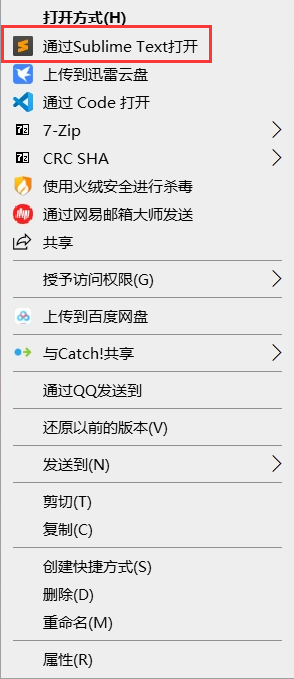 打开方式(H)
通过Sublime Text打开
上传到迅雷云盘
通过 Code 打开
7-Zip
CRC SHA
使用火绒安全进行杀毒
通过网易邮箱大师发送
共享
授予访问权限(G)
上传到百度网盘
与Catch!共享
通过QQ发送到
还原以前的版本(V)
发送到(N)
剪切(T)
复制(C)
创建快捷方式(S)
删除(D)
重命名(M)
属性(R)